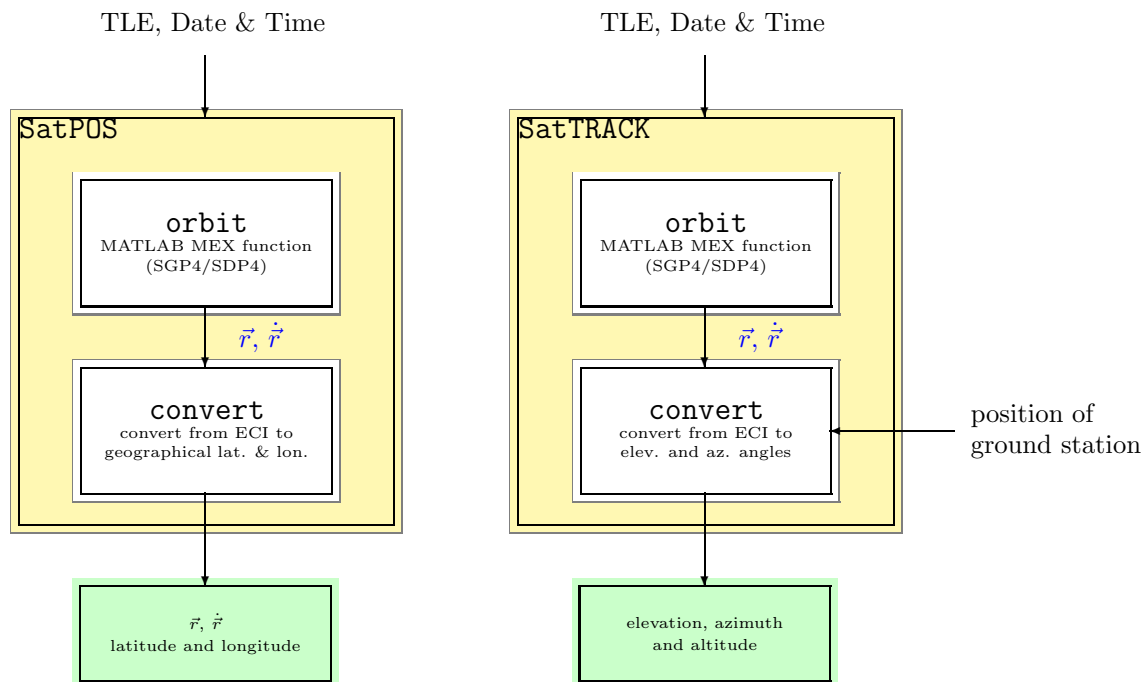 TLE, Date & Time
SatPOS
orbit
MATLAB MEX function
(SGP4/SDP4)
r⃗, ṙ⃗
convert
convert from ECI to
geographical lat. & lon.
r⃗, ṙ⃗
latitude and longitude
TLE, Date & Time
SatTRACK
orbit
MATLAB MEX function
(SGP4/SDP4)
r⃗, ṙ⃗
convert
convert from ECI to
elev. and az. angles
position of
ground station
elevation, azimuth
and altitude